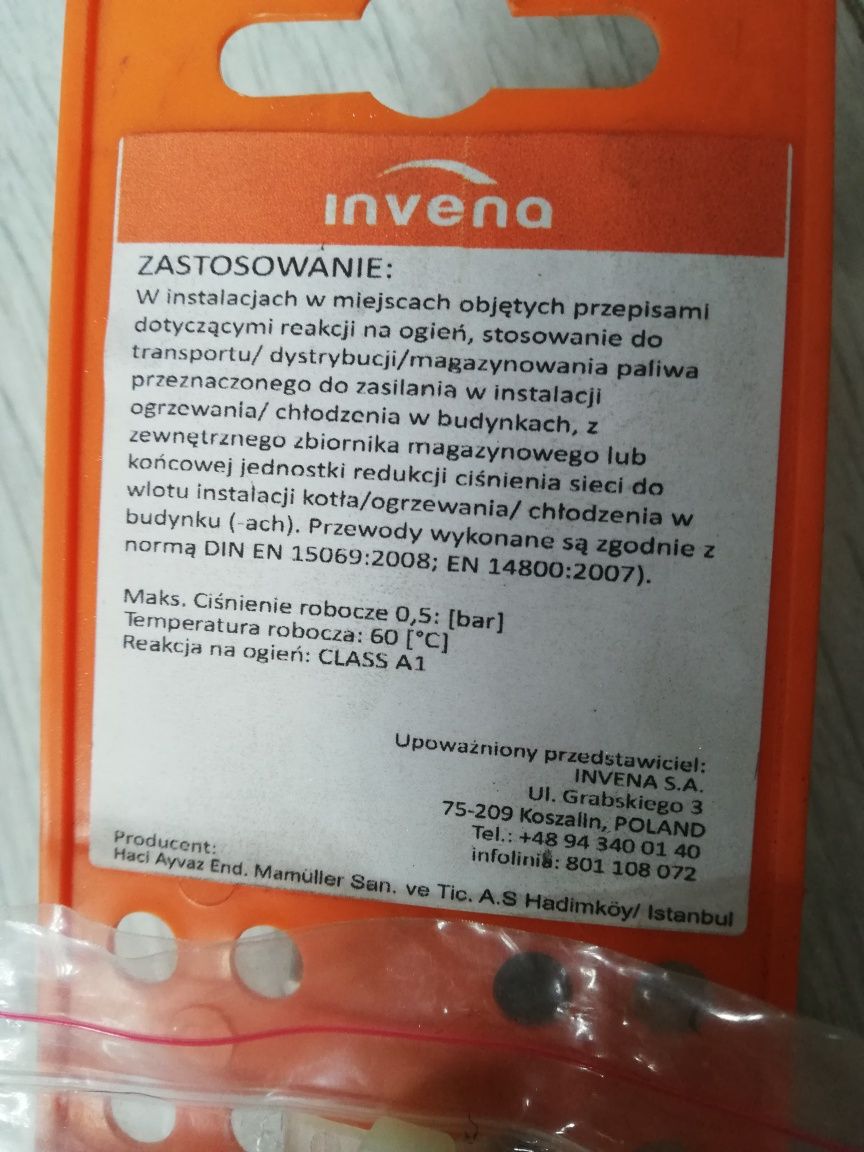 invena
ZASTOSOWANIE:
W instalacjach w miejscach objętych przepisami
dotyczącymi reakcji na ogień, stosowanie do
transportu/ dystrybucji/magazynowania paliwa
przeznaczonego do zasilania w instalacji
ogrzewania/ chłodzenia w budynkach, z
zewnętrznego zbiornika magazynowego lub
końcowej jednostki redukcji ciśnienia sieci do
wlotu instalacji kotła/ogrzewania/ chłodzenia w
budynku (-ach). Przewody wykonane są zgodnie z
normą DIN EN 15069:2008; EN 14800:2007).
Maks. Ciśnienie robocze 0,5: [bar]
Temperatura robocza: 60 [°C]
Reakcja na ogień: CLASS A1
Upoważniony przedstawiciel:
INVENA S.A.
Ul. Grabskiego 3
75-209 Koszalin, POLAND
Tel.: +48 94 340 01 40
infolinia: 801 108 072
Producent:
Haci Ayvaz End. Mamüller San. ve Tic. A.S Hadimköy/ Istanbul